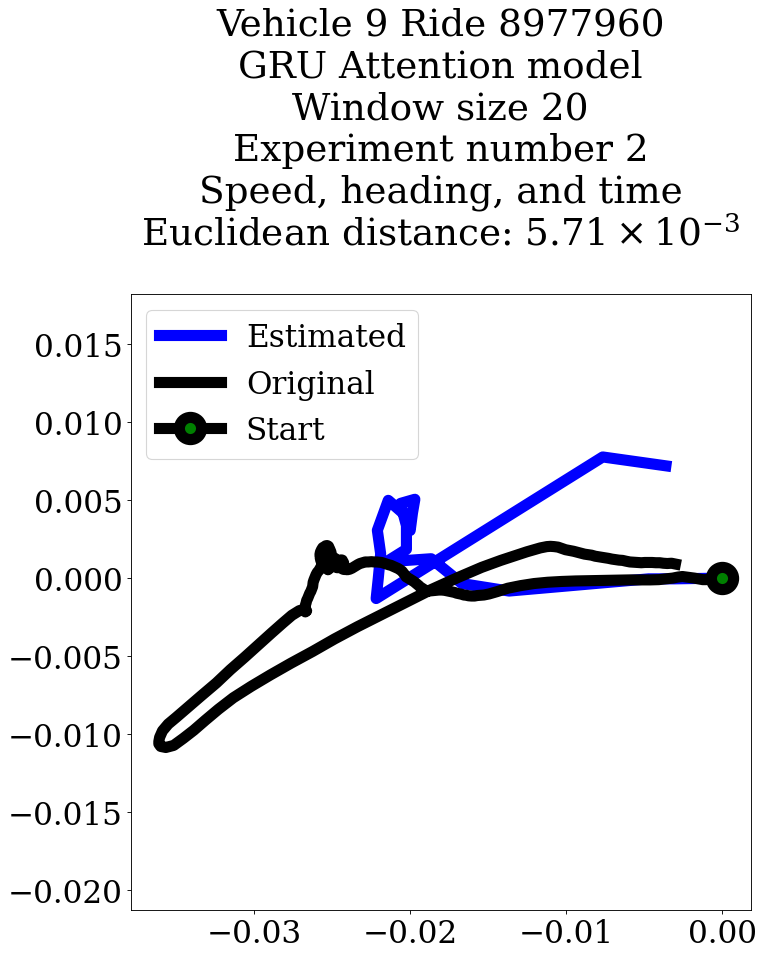 Vehicle 9 Ride 8977960
GRU Attention model
Window size 20
Experiment number 2
Speed, heading, and time
Euclidean distance: 5.71 × 10⁻³
Estimated
Original
Start
0.015
0.010
0.005
0.000
−0.005
−0.010
−0.015
−0.020
−0.03 −0.02 −0.01 0.00